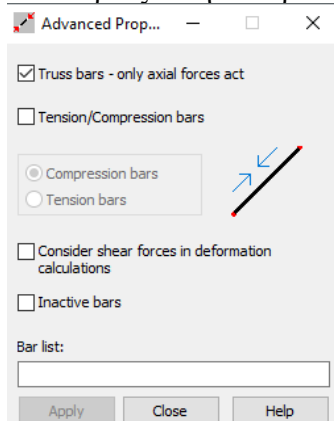 Advanced Prop...
Truss bars - only axial forces act
Tension/Compression bars
Compression bars
Tension bars
Consider shear forces in deformation
calculations
Inactive bars
Bar list:
Apply Close Help